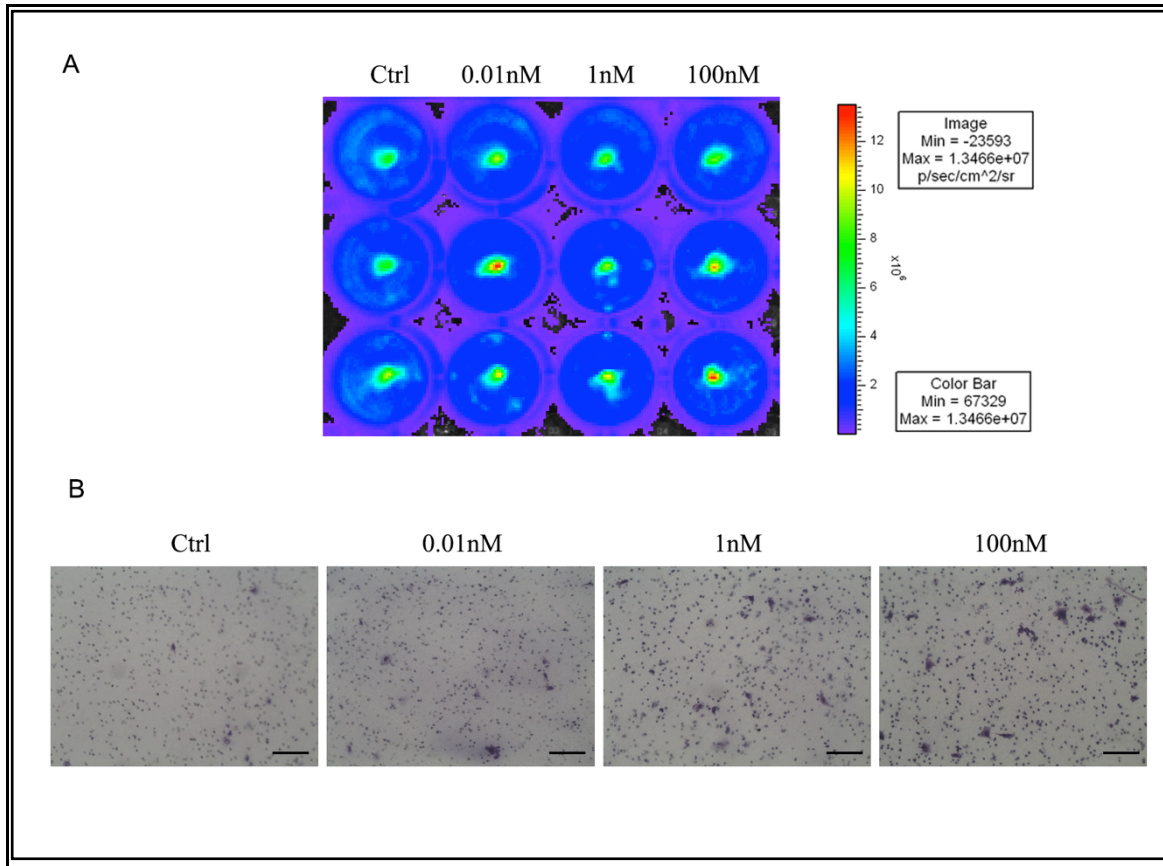 A
Ctrl 0.01nM 1nM 100nM
12
10
8
6
4
2
x10^6
Image
Min = -23593
Max = 1.3466e+07
p/sec/cm^2/sr
Color Bar
Min = 67329
Max = 1.3466e+07
B
Ctrl 0.01nM 1nM 100nM